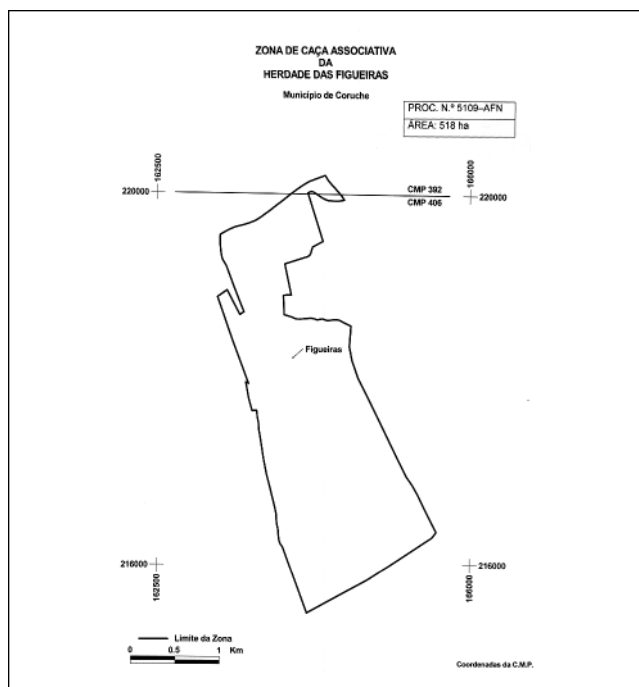 ZONA DE CAÇA ASSOCIATIVA
DA
HERDADE DAS FIGUEIRAS
Município de Coruche
PROC. N.º 5109–AFN
ÁREA: 518 ha
162500
166000
220000
CMP 392
CMP 406
220000
Figueiras
216000
216000
162500
166000
Limite da Zona
0 0.5 1 Km
Coordenadas da C.M.P.